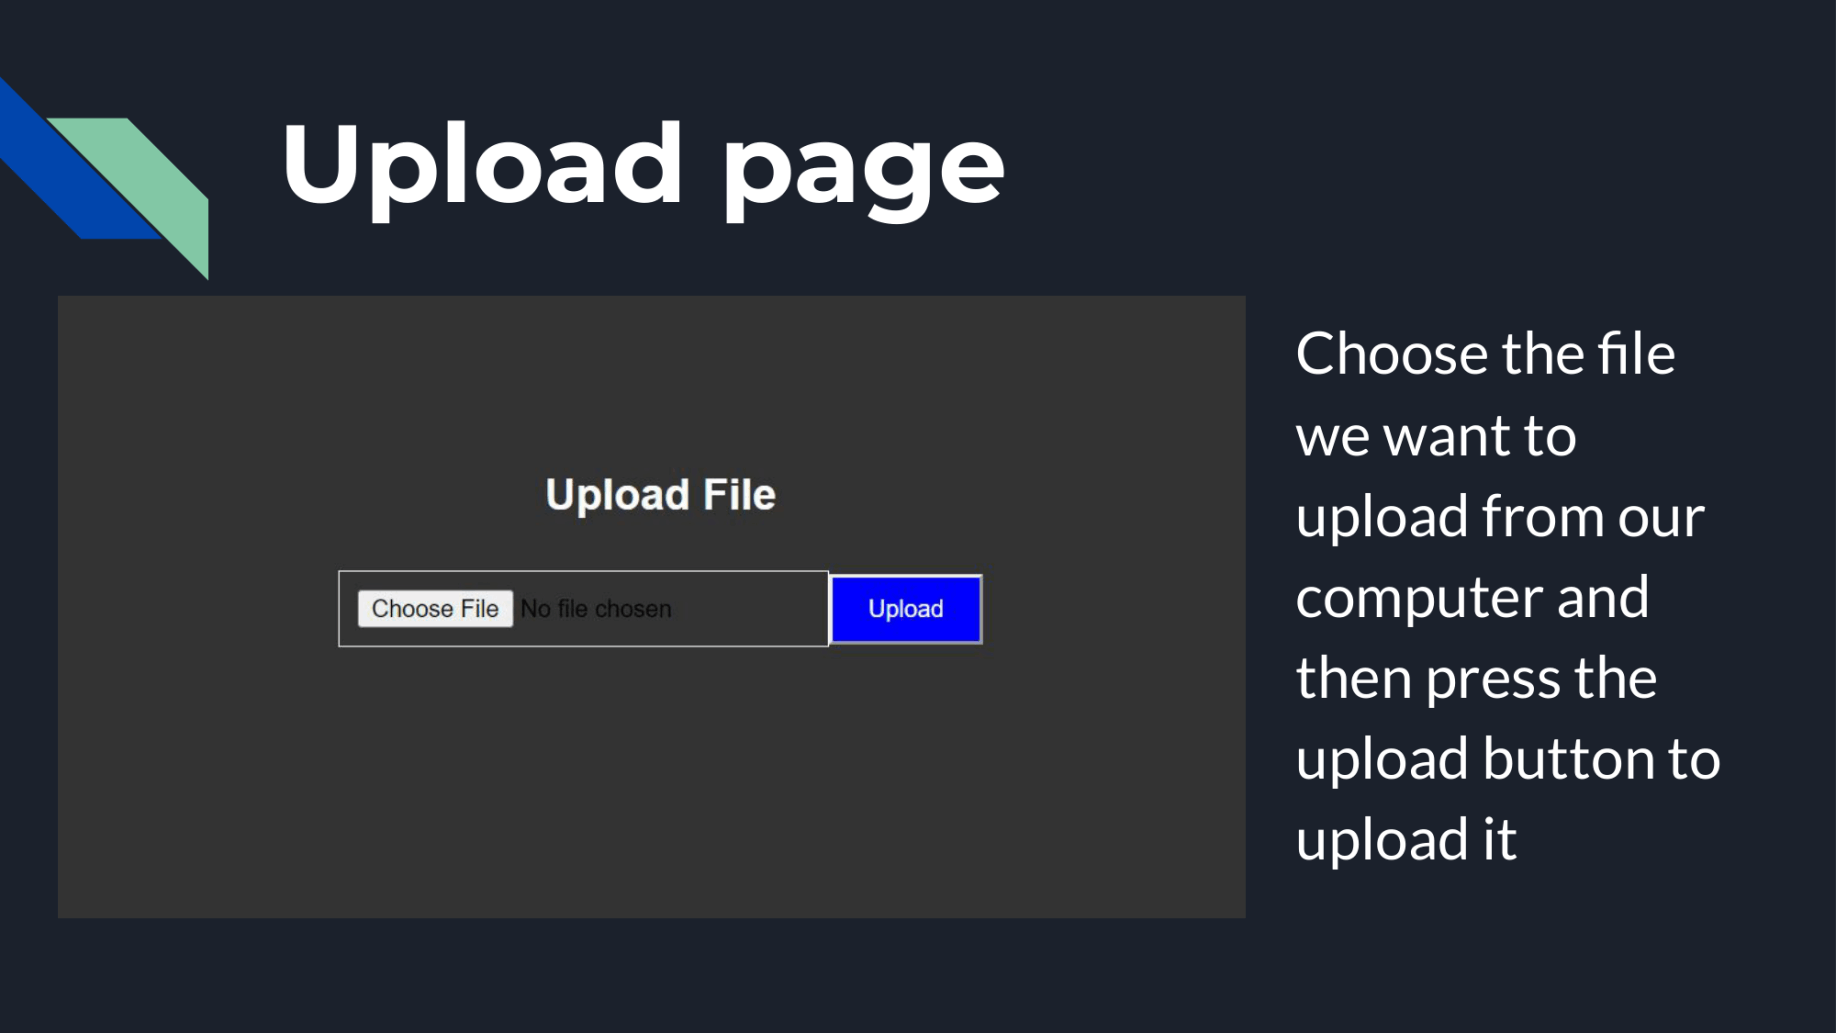 Upload page
Upload File
Choose File No file chosen Upload
Choose the file
we want to
upload from our
computer and
then press the
upload button to
upload it